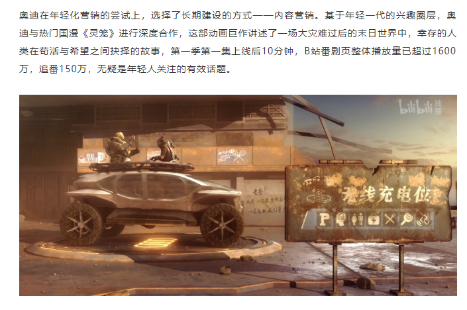 奥迪在年轻化营销的尝试上，选择了长期建设的方式——内容营销。基于年轻一代的兴趣圈层，奥
迪与热门国漫《灵笼》进行深度合作，这部动画巨作讲述了一场大灾难过后的末日世界中，幸存的人
类在苟活与希望之间抉择的故事，第一季第一集上线后10分钟，B站番剧页整体播放量已超过1600
万，追番150万，无疑是年轻人关注的有效话题。
bilibili
无线充电位
P